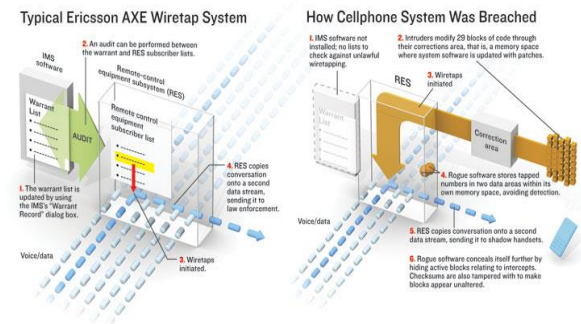 Typical Ericsson AXE Wiretap System
2. An audit can be performed between
the warrant and RES subscriber lists.
IMS
software
Remote-control
equipment subsystem (RES)
Warrant
List
AUDIT
Remote control
equipment
subscriber list
4. RES copies
conversation
onto a second
data stream,
sending it to
law enforcement.
1. The warrant list is
updated by using
the IMS's "Warrant
Record" dialog box.
Voice/data
3. Wiretaps
initiated.
How Cellphone System Was Breached
1. IMS software not
installed; no lists to
check against unlawful
wiretapping.
2. Intruders modify 29 blocks of code through
their corrections area, that is, a memory space
where system software is updated with patches.
RES
3. Wiretaps
initiated
Warrant
List
Correction
area
4. Rogue software stores tapped
numbers in two data areas within its
own memory space, avoiding detection.
Voice/data
5. RES copies conversation onto a second
data stream, sending it to shadow handsets.
6. Rogue software conceals itself further by
hiding active blocks relating to intercepts.
Checksums are also tampered with to make
blocks appear unaltered.